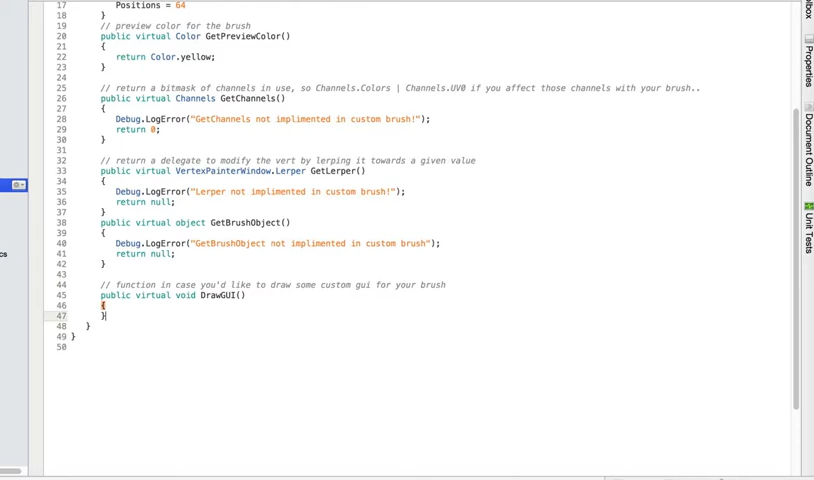 17 Positions = 64
18 }
19 // preview color for the brush
20 public virtual Color GetPreviewColor()
21 {
22 return Color.yellow;
23 }
24
25 // return a bitmask of channels in use, so Channels.Colors | Channels.UV0 if you affect those channels with your brush..
26 public virtual Channels GetChannels()
27 {
28 Debug.LogError("GetChannels not implimented in custom brush!");
29 return 0;
30 }
31
32 // return a delegate to modify the vert by lerping it towards a given value
33 public virtual VertexPainterWindow.Lerper GetLerper()
34 {
35 Debug.LogError("Lerper not implimented in custom brush!");
36 return null;
37 }
38 public virtual object GetBrushObject()
39 {
40 Debug.LogError("GetBrushObject not implimented in custom brush");
41 return null;
42 }
43
44 // function in case you'd like to draw some custom gui for your brush
45 public virtual void DrawGUI()
46 {
47 }
48 }
49 }
50
cs
Properties
Document Outline
Unit Tests